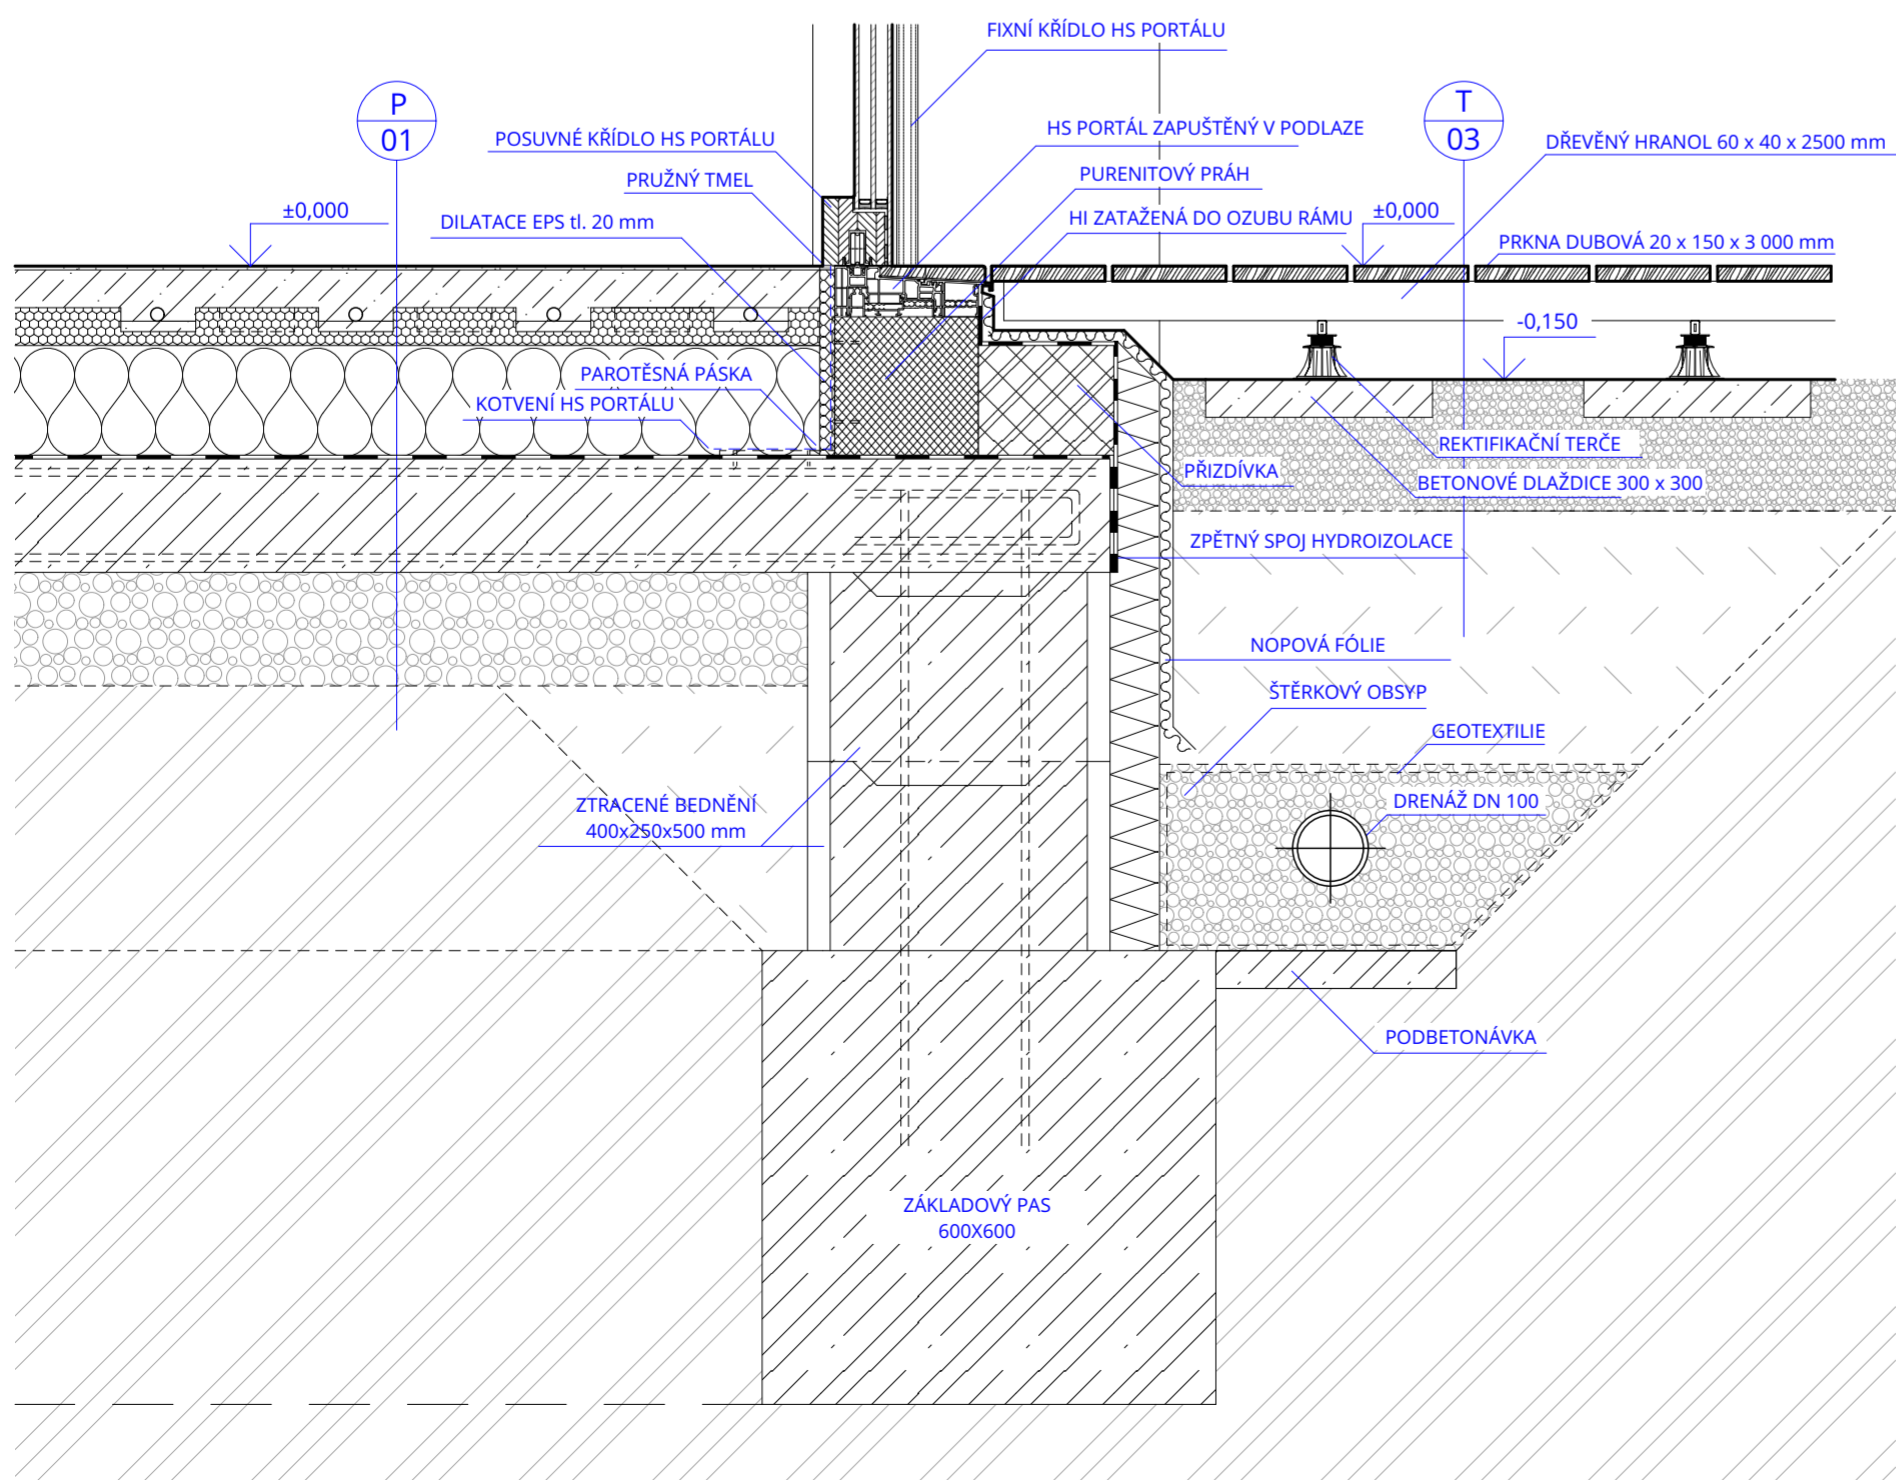 FIXNÍ KŘÍDLO HS PORTÁLU
P
01
T
03
POSUVNÉ KŘÍDLO HS PORTÁLU
HS PORTÁL ZAPUŠTĚNÝ V PODLAZE
DŘEVĚNÝ HRANOL 60 x 40 x 2500 mm
PRUŽNÝ TMEL
PURENITOVÝ PRÁH
±0,000
DILATACE EPS tl. 20 mm
HI ZATAŽENÁ DO OZUBU RÁMU
±0,000
PRKNA DUBOVÁ 20 x 150 x 3 000 mm
-0,150
PAROTĚSNÁ PÁSKA
KOTVENÍ HS PORTÁLU
REKTIFIKAČNÍ TERČE
PŘIZDÍVKA
BETONOVÉ DLAŽDICE 300 x 300
ZPĚTNÝ SPOJ HYDROIZOLACE
NOPOVÁ FÓLIE
ŠTĚRKOVÝ OBSYP
GEOTEXTILIE
ZTRACENÉ BEDNĚNÍ
400x250x500 mm
DRENÁŽ DN 100
PODBETONÁVKA
ZÁKLADOVÝ PAS
600X600